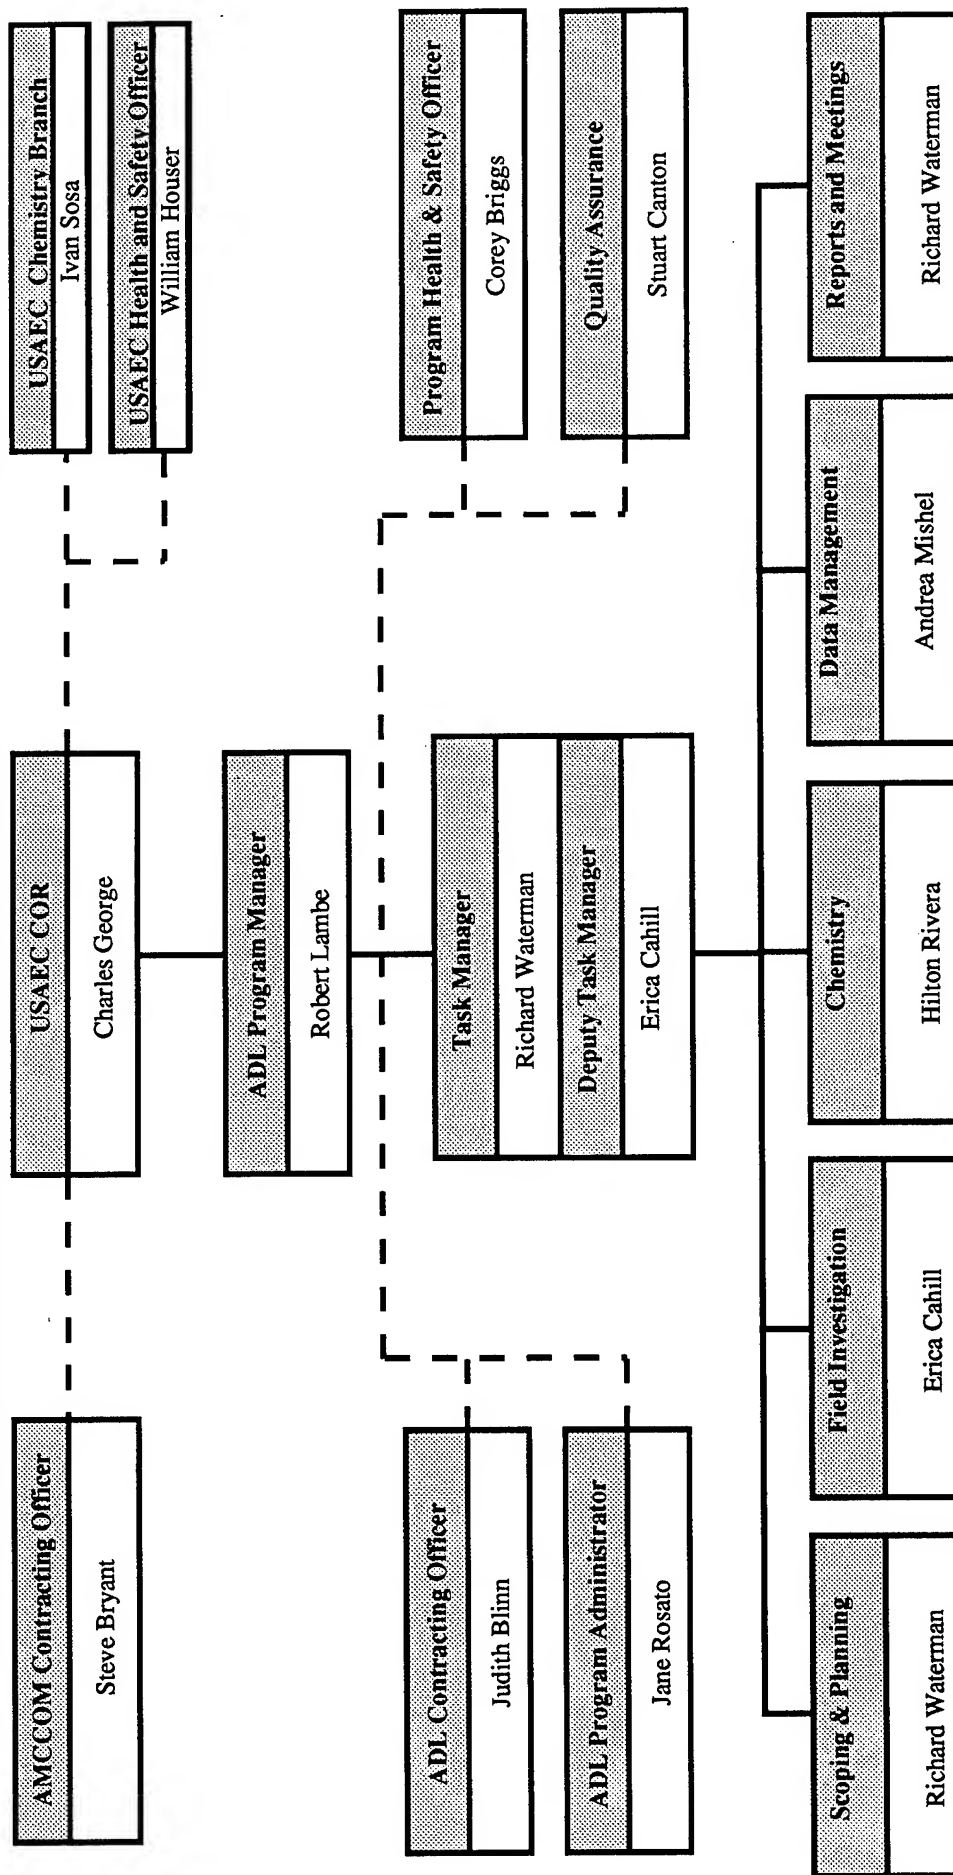 AMCCOM Contracting Officer
Steve Bryant
USAEC COR
Charles George
USAEC Chemistry Branch
Ivan Sosa
USAEC Health and Safety Officer
William Houser
ADL Program Manager
Robert Lambe
ADL Contracting Officer
Judith Blinn
ADL Program Administrator
Jane Rosato
Task Manager
Richard Waterman
Deputy Task Manager
Erica Cahill
Program Health & Safety Officer
Corey Briggs
Quality Assurance
Stuart Canton
Scoping & Planning
Richard Waterman
Field Investigation
Erica Cahill
Chemistry
Hilton Rivera
Data Management
Andrea Mishel
Reports and Meetings
Richard Waterman